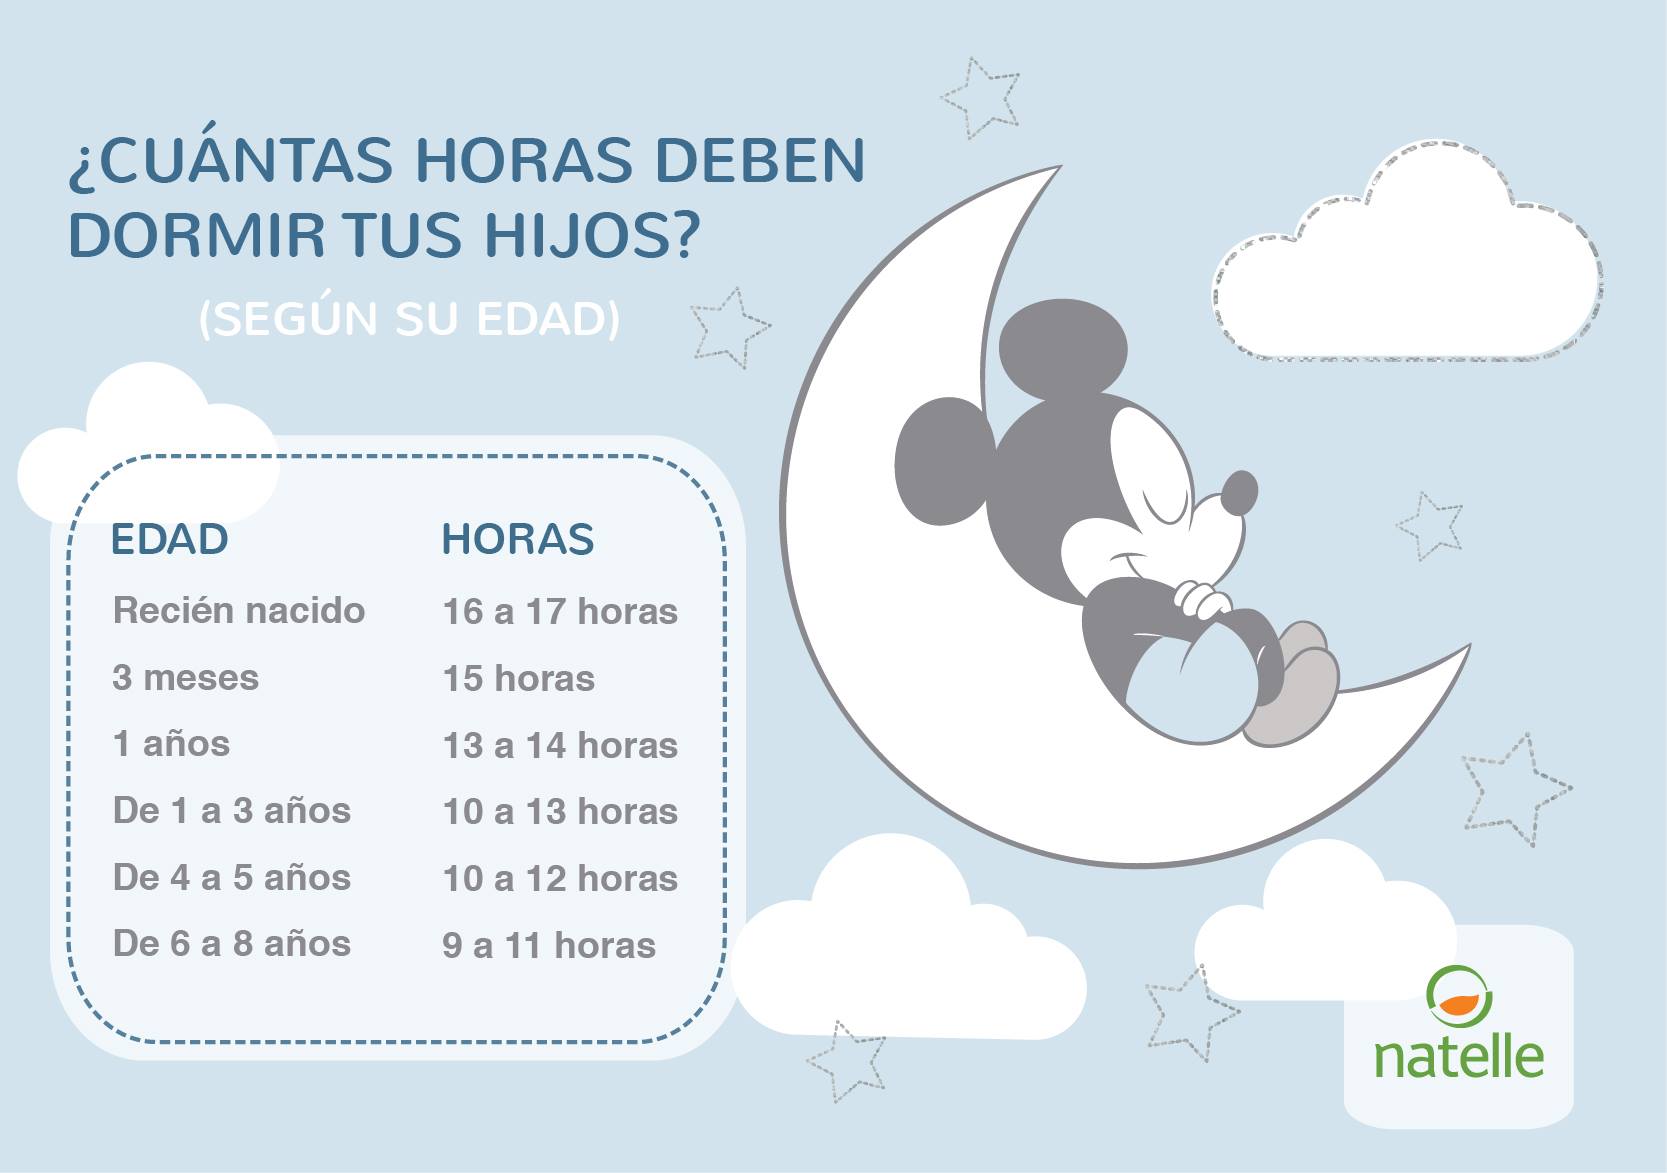 ¿CUÁNTAS HORAS DEBEN
DORMIR TUS HIJOS?
(SEGÚN SU EDAD)
EDAD HORAS
Recién nacido 16 a 17 horas
3 meses 15 horas
1 años 13 a 14 horas
De 1 a 3 años 10 a 13 horas
De 4 a 5 años 10 a 12 horas
De 6 a 8 años 9 a 11 horas
natelle